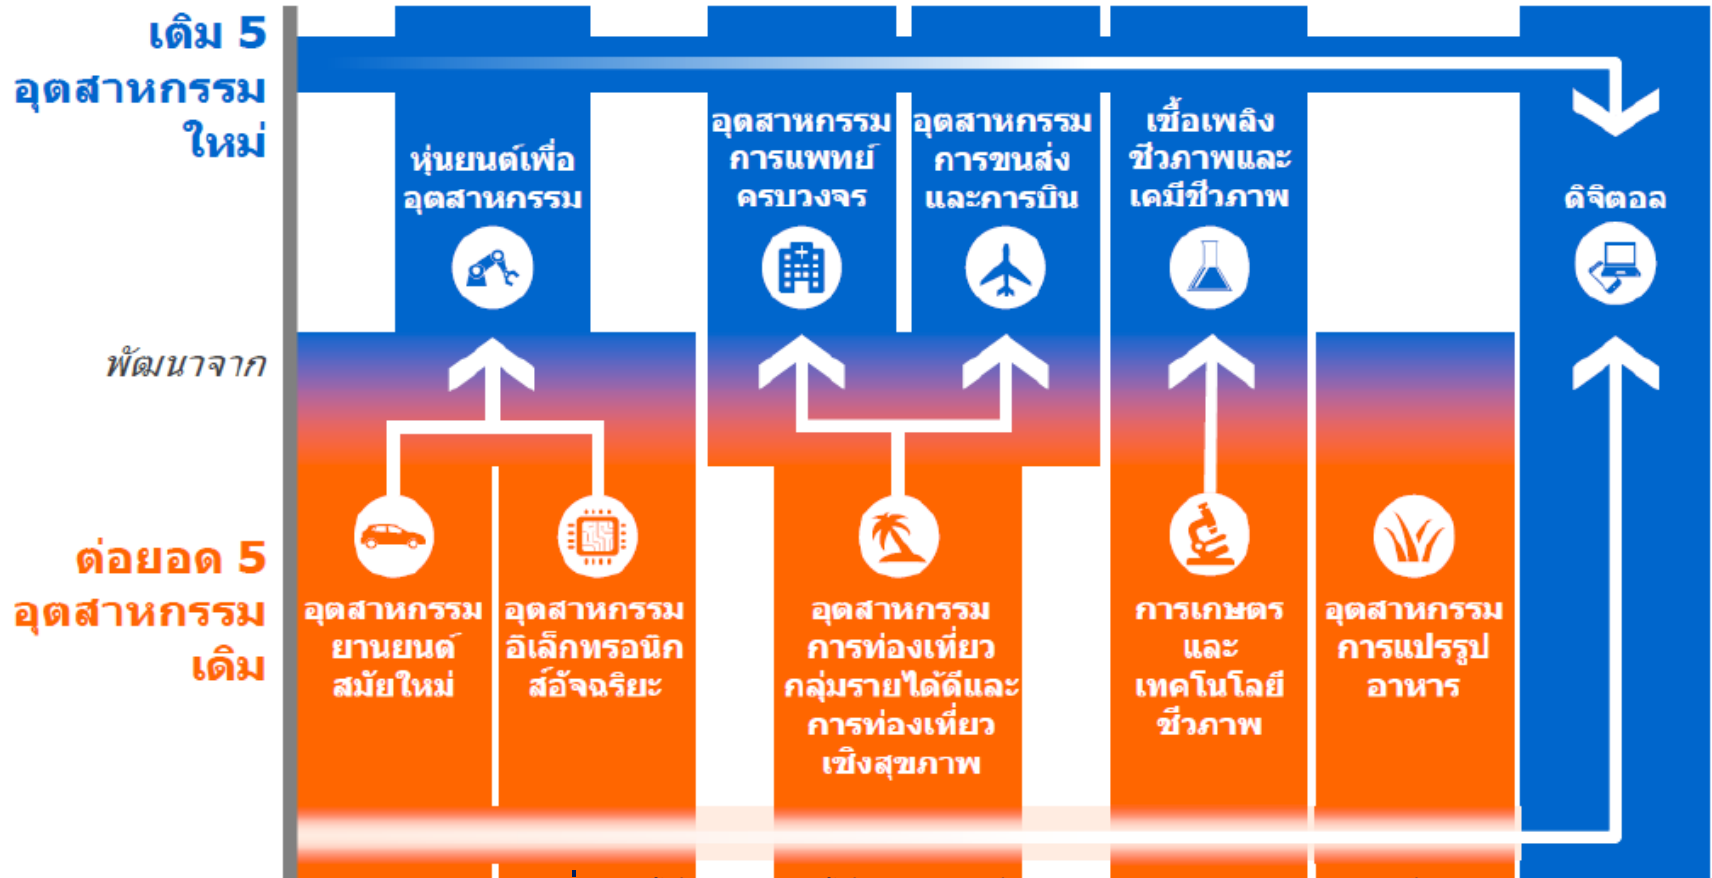 เติม 5
อุตสาหกรรม
ใหม่
หุ่นยนต์เพื่อ
อุตสาหกรรม
อุตสาหกรรม
การแพทย์
ครบวงจร
อุตสาหกรรม
การขนส่ง
และการบิน
เชื้อเพลิง
ชีวภาพและ
เคมีชีวภาพ
ดิจิตอล
พัฒนาจาก
ต่อยอด 5
อุตสาหกรรม
เดิม
อุตสาหกรรม
ยานยนต์
สมัยใหม่
อุตสาหกรรม
อิเล็กทรอนิก
ส์อัจฉริยะ
อุตสาหกรรม
การท่องเที่ยว
กลุ่มรายได้ดีและ
การท่องเที่ยว
เชิงสุขภาพ
การเกษตร
และ
เทคโนโลยี
ชีวภาพ
อุตสาหกรรม
การแปรรูป
อาหาร